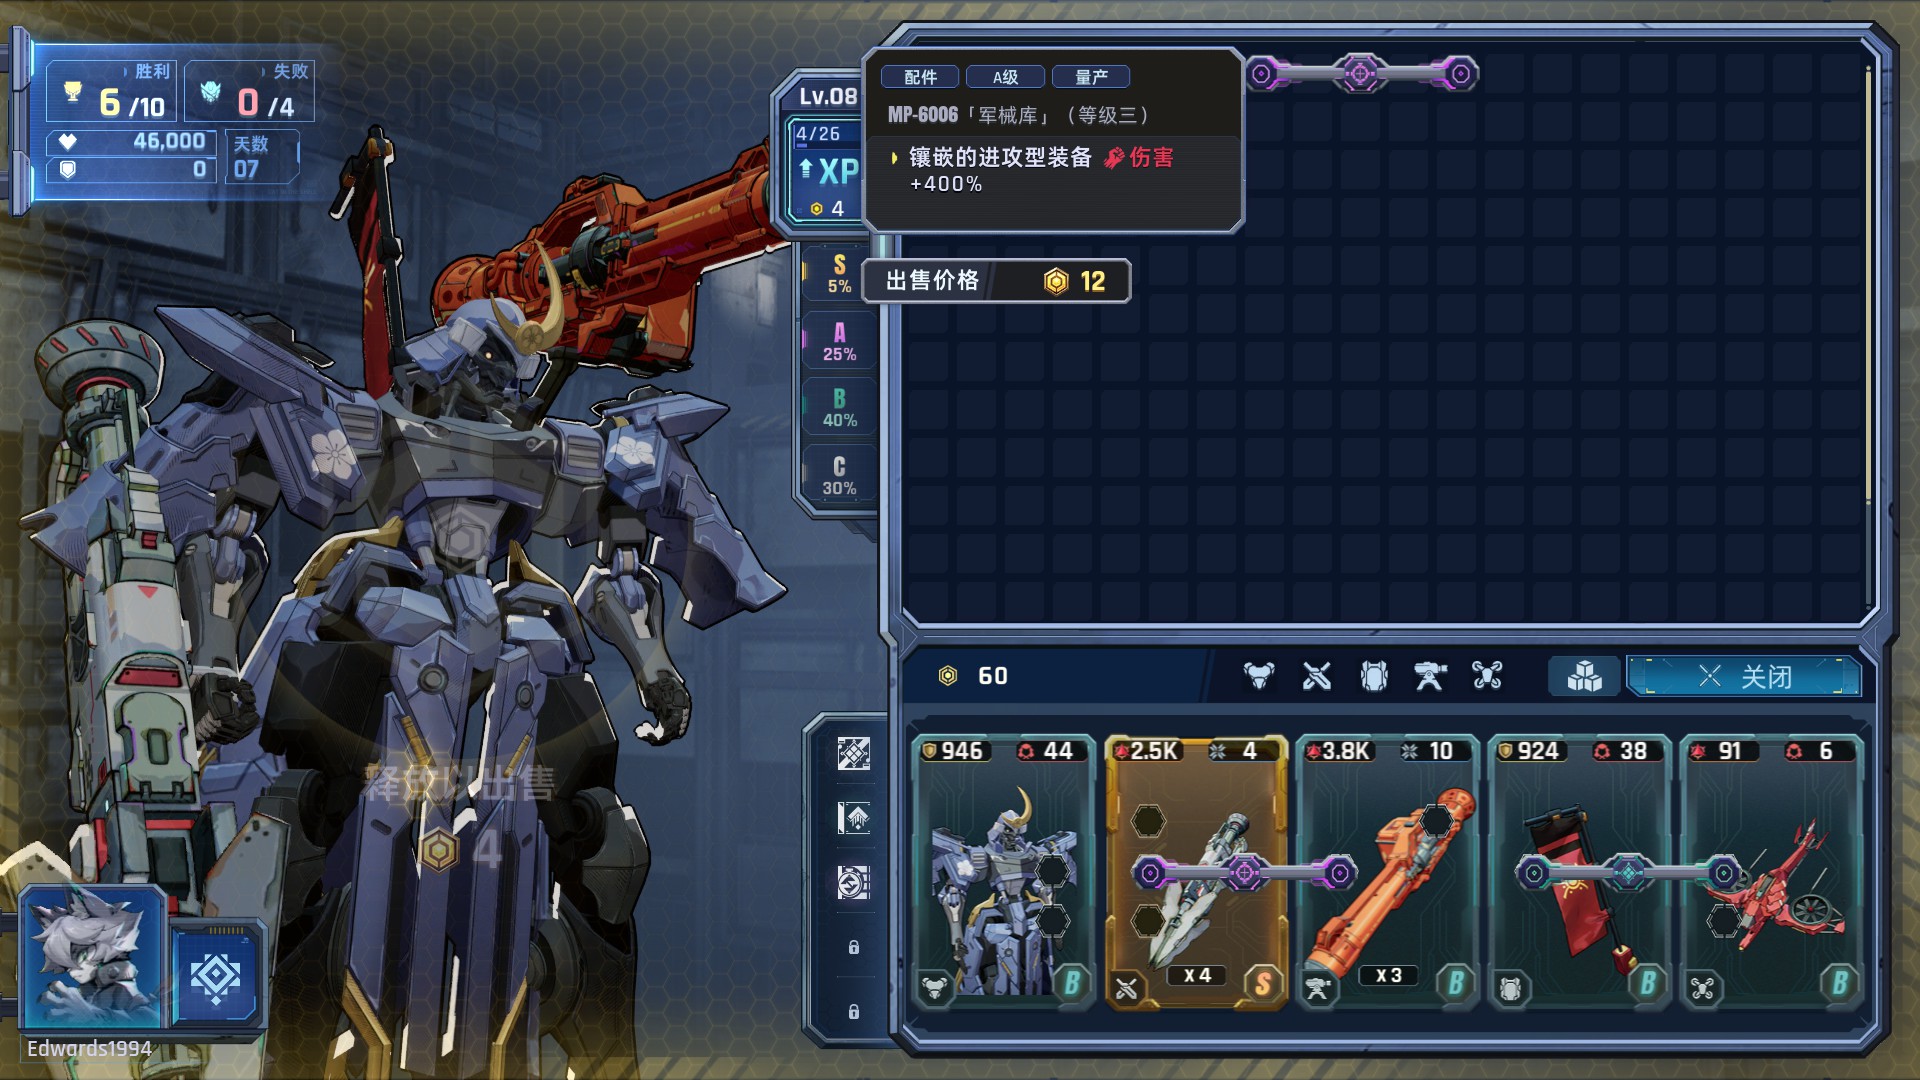 胜利
6/10
失败
0/4
46,000
0
天数
07
Lv.08
4/26
XP
4
S
5%
A
25%
B
40%
C
30%
配件
A级
量产
MP-6006「军械库」（等级三）
镶嵌的进攻型装备 伤害
+400%
出售价格
12
释放以出售
4
60
关闭
946
44
2.5K
4
3.8K
10
924
38
91
6
B
x4
S
x3
B
B
B
Edwards1994